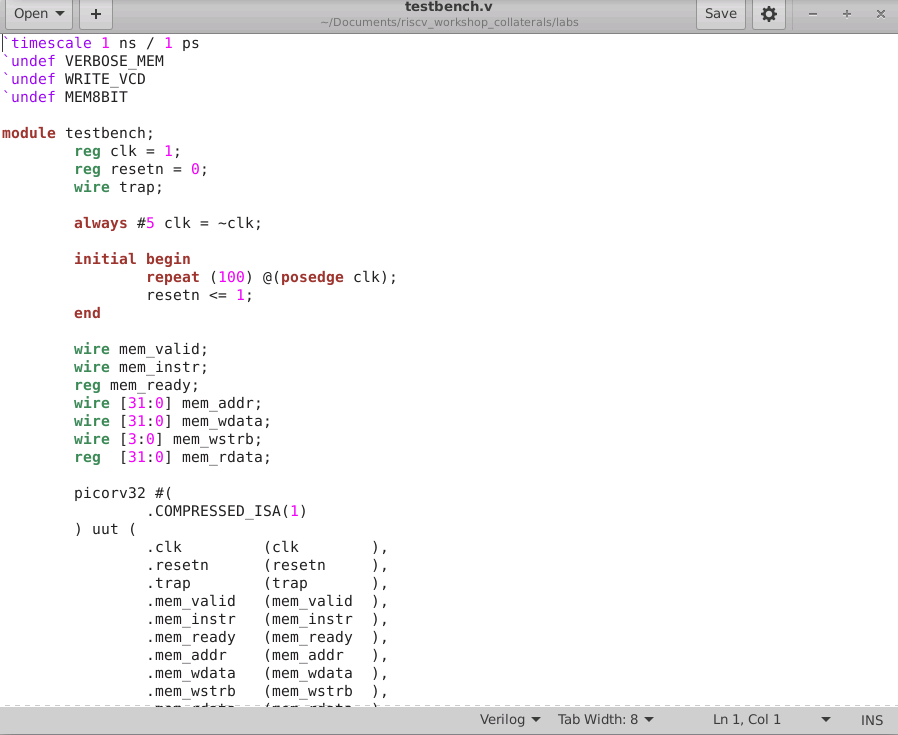 Open + testbench.v Save
~/Documents/riscv_workshop_collaterals/labs
`timescale 1 ns / 1 ps
`undef VERBOSE_MEM
`undef WRITE_VCD
`undef MEM8BIT
module testbench;
reg clk = 1;
reg resetn = 0;
wire trap;
always #5 clk = ~clk;
initial begin
repeat (100) @(posedge clk);
resetn <= 1;
end
wire mem_valid;
wire mem_instr;
reg mem_ready;
wire [31:0] mem_addr;
wire [31:0] mem_wdata;
wire [3:0] mem_wstrb;
reg  [31:0] mem_rdata;
picorv32 #(
.COMPRESSED_ISA(1)
) uut (
.clk         (clk        ),
.resetn      (resetn     ),
.trap        (trap       ),
.mem_valid   (mem_valid  ),
.mem_instr   (mem_instr  ),
.mem_ready   (mem_ready  ),
.mem_addr    (mem_addr   ),
.mem_wdata   (mem_wdata  ),
.mem_wstrb   (mem_wstrb  ),
Verilog Tab Width: 8 Ln 1, Col 1 INS